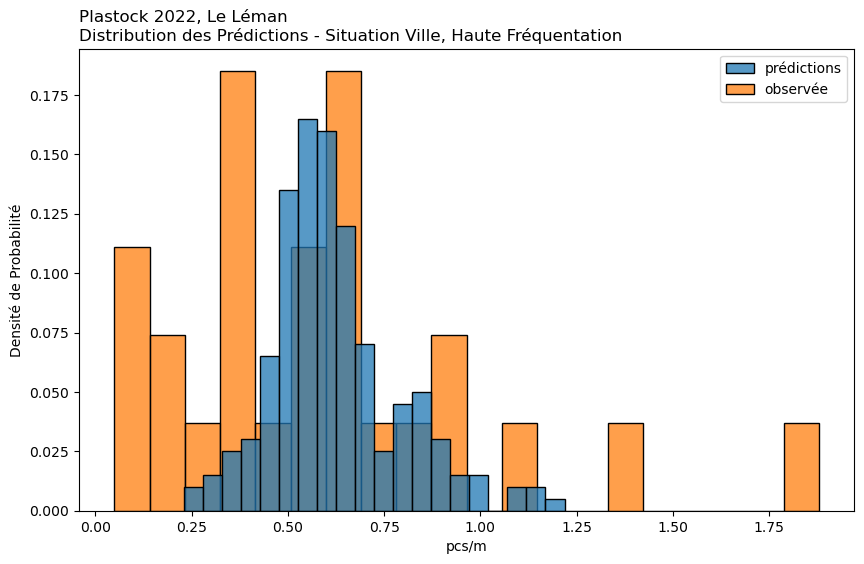 Plastock 2022, Le Léman
Distribution des Prédictions - Situation Ville, Haute Fréquentation
prédictions
observée
Densité de Probabilité
0.175
0.150
0.125
0.100
0.075
0.050
0.025
0.000
0.00 0.25 0.50 0.75 1.00 1.25 1.50 1.75
pcs/m